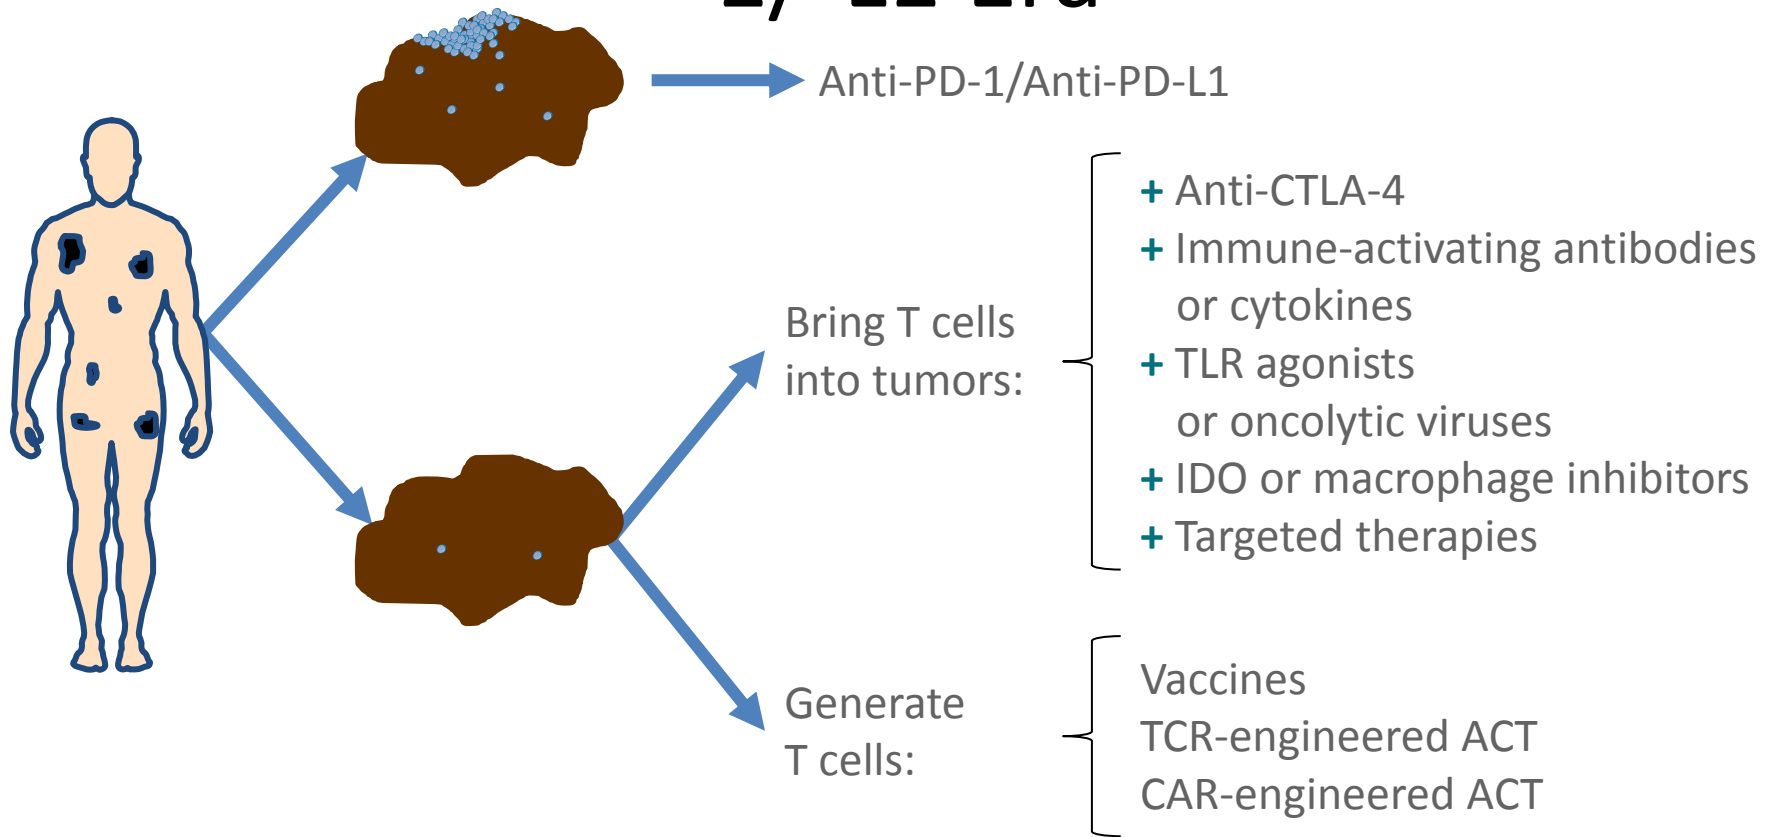 Anti-PD-1/Anti-PD-L1
Bring T cells
into tumors:
+ Anti-CTLA-4
+ Immune-activating antibodies
or cytokines
+ TLR agonists
or oncolytic viruses
+ IDO or macrophage inhibitors
+ Targeted therapies
Generate
T cells:
Vaccines
TCR-engineered ACT
CAR-engineered ACT